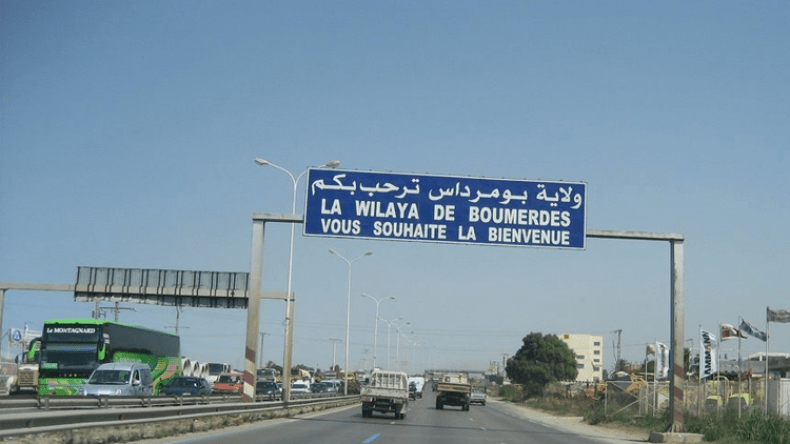 ولاية بومرداس ترحب بكم
LA WILAYA DE BOUMERDES
VOUS SOUHAITE LA BIENVENUE
Le MONTAGNARD